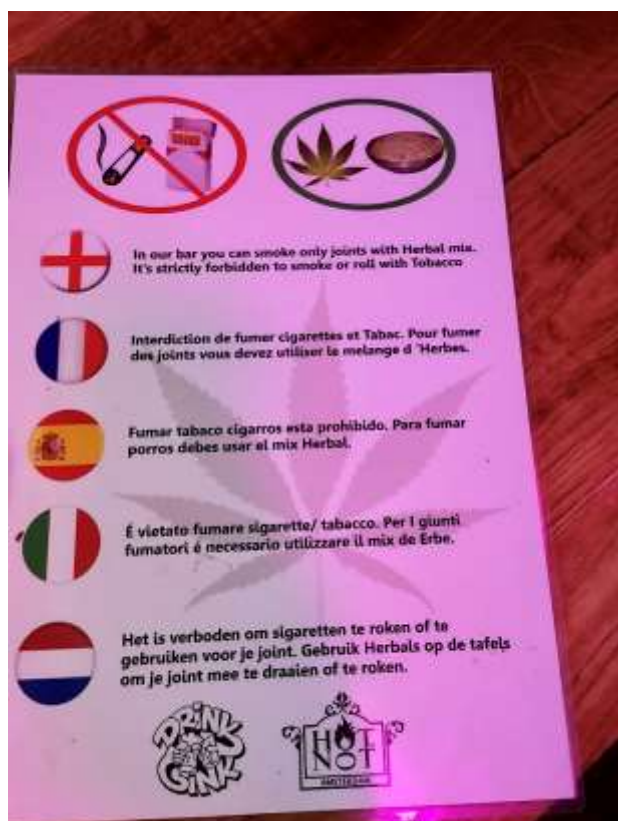 In our bar you can smoke only joints with Herbal mix.
It's strictly forbidden to smoke or roll with Tobacco
Interdiction de fumer cigarettes et Tabac. Pour fumer
des joints vous devez utiliser le melange d 'Herbes.
Fumar tabaco cigarros esta prohibido. Para fumar
porros debes usar el mix Herbal.
É vietato fumare sigarette/ tabacco. Per I giunti
fumatori é necessario utilizzare il mix de Erbe.
Het is verboden om sigaretten te roken of te
gebruiken voor je joint. Gebruik Herbals op de tafels
om je joint mee te draaien of te roken.
DRINK
GINK
HOT
NOT
AMSTERDAM